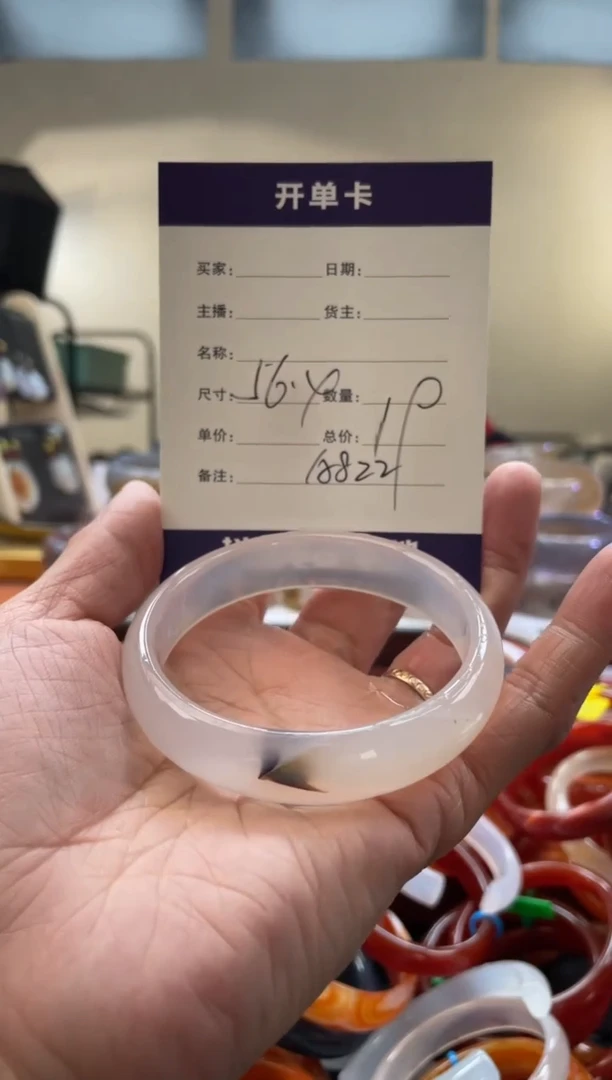 开单卡
买家: 日期:
主播: 货主:
名称:
尺寸: 56.4 数量:
单价: 总价: 19
备注: 18822